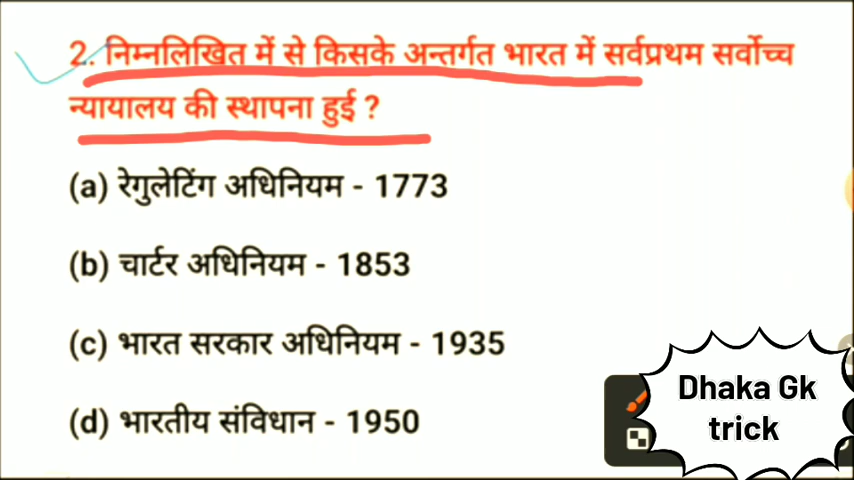 2. निम्नलिखित में से किसके अन्तर्गत भारत में सर्वप्रथम सर्वोच्च
न्यायालय की स्थापना हुई ?
(a) रेगुलेटिंग अधिनियम - 1773
(b) चार्टर अधिनियम - 1853
(c) भारत सरकार अधिनियम - 1935
(d) भारतीय संविधान - 1950
Dhaka Gk
trick